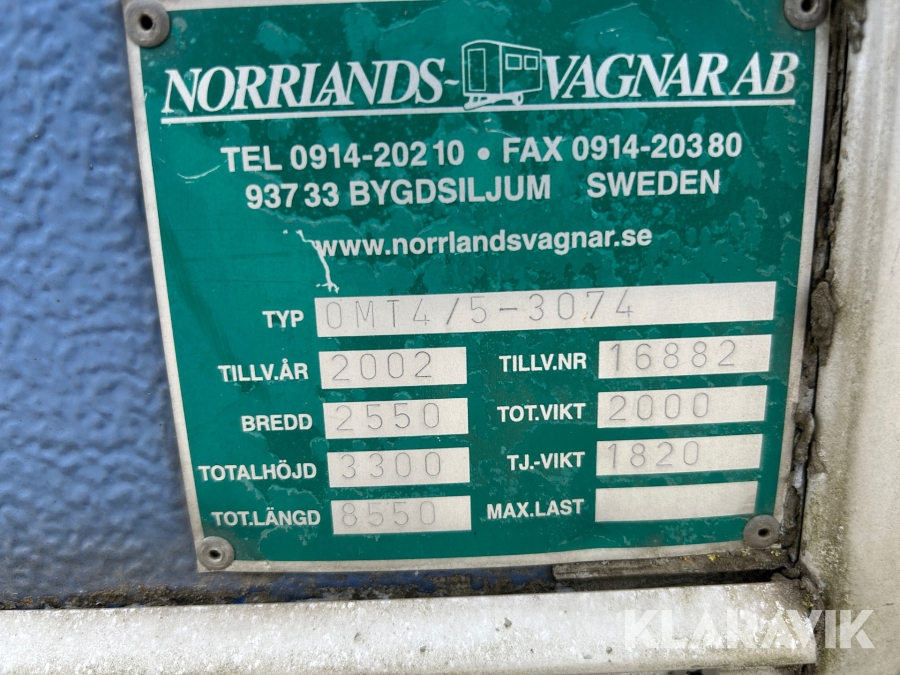 NORRLANDS-VAGNAR AB
TEL 0914-202 10 • FAX 0914-203 80
937 33 BYGDSILJUM SWEDEN
www.norrlandsvagnar.se
TYP OMT4/5-3074
TILLV.ÅR 2002 TILLV.NR 16882
BREDD 2550 TOT.VIKT 2000
TOTALHÖJD 3300 TJ.-VIKT 1820
TOT.LÄNGD 8550 MAX.LAST
KLARAVIK